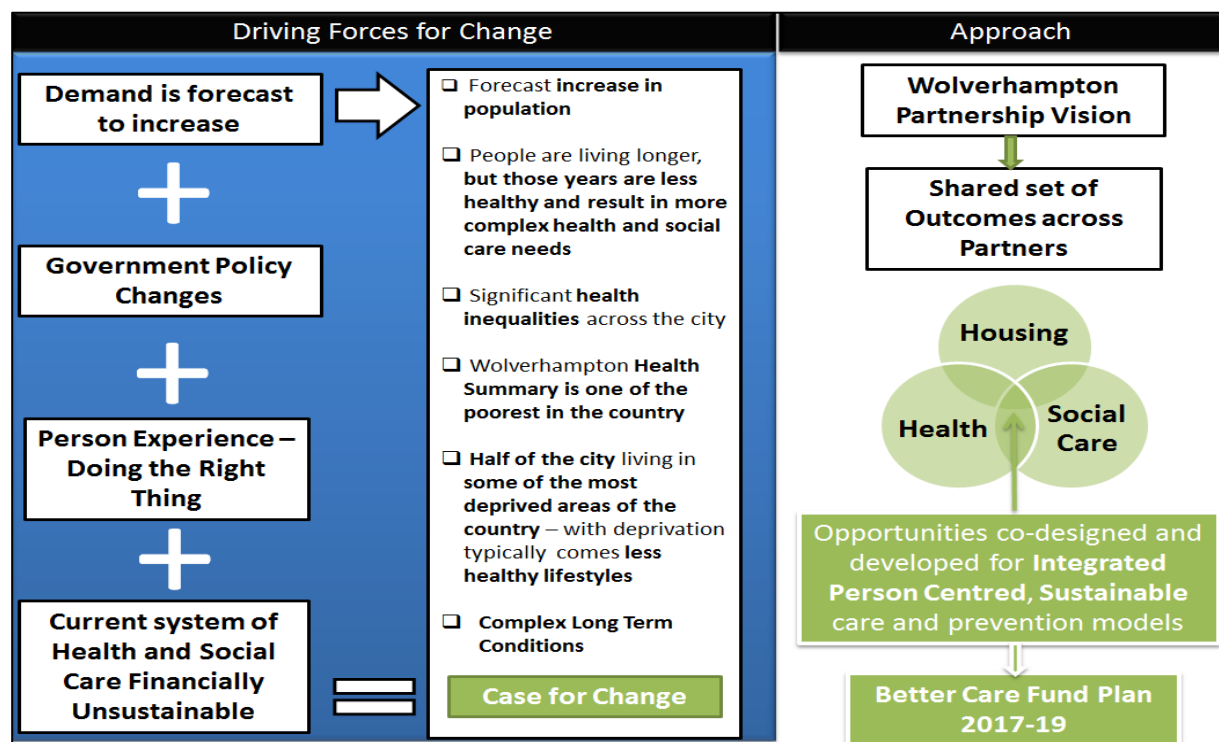 Driving Forces for Change
Demand is forecast
to increase
+
Government Policy
Changes
+
Person Experience –
Doing the Right
Thing
+
Current system of
Health and Social
Care Financially
Unsustainable
=
❑ Forecast increase in
population
❑ People are living longer,
but those years are less
healthy and result in more
complex health and social
care needs
❑ Significant health
inequalities across the city
❑ Wolverhampton Health
Summary is one of the
poorest in the country
❑ Half of the city living in
some of the most
deprived areas of the
country – with deprivation
typically comes less
healthy lifestyles
❑ Complex Long Term
Conditions
Case for Change
Approach
Wolverhampton
Partnership Vision
Shared set of
Outcomes across
Partners
Housing
Health
Social
Care
Opportunities co-designed and
developed for Integrated
Person Centred, Sustainable
care and prevention models
Better Care Fund Plan
2017-19